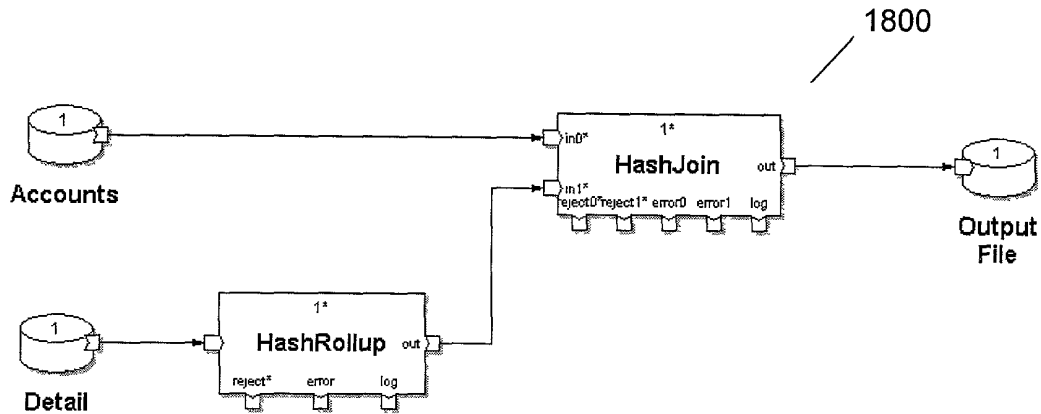 1800
1
Accounts
1*
in0*
HashJoin
out
in1*
reject0* reject1* error0 error1 log
1
Output
File
1
Detail
1*
HashRollup
out
reject* error log